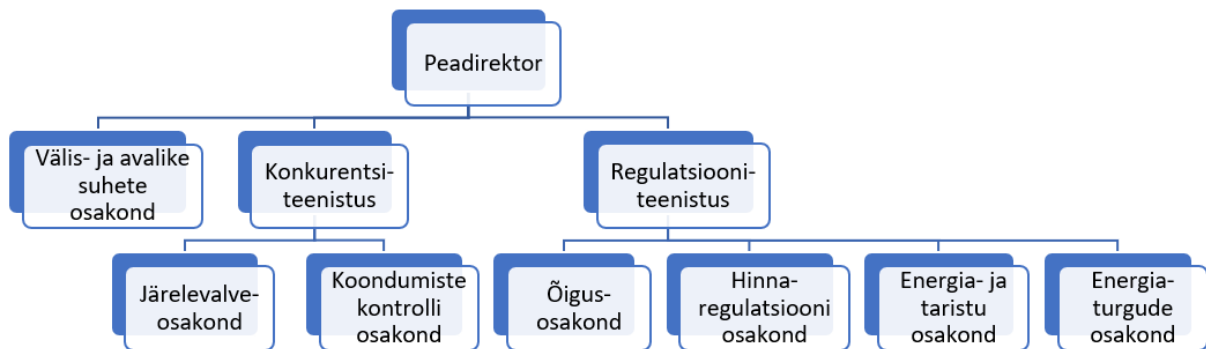 Peadirektor
Välis- ja avalike
suhete
osakond
Konkurentsi-
teenistus
Regulatsiooni-
teenistus
Järelevalve-
osakond
Koondumiste
kontrolli
osakond
Õigus-
osakond
Hinna-
regulatsiooni
osakond
Energia- ja
taristu
osakond
Energia-
turgude
osakond